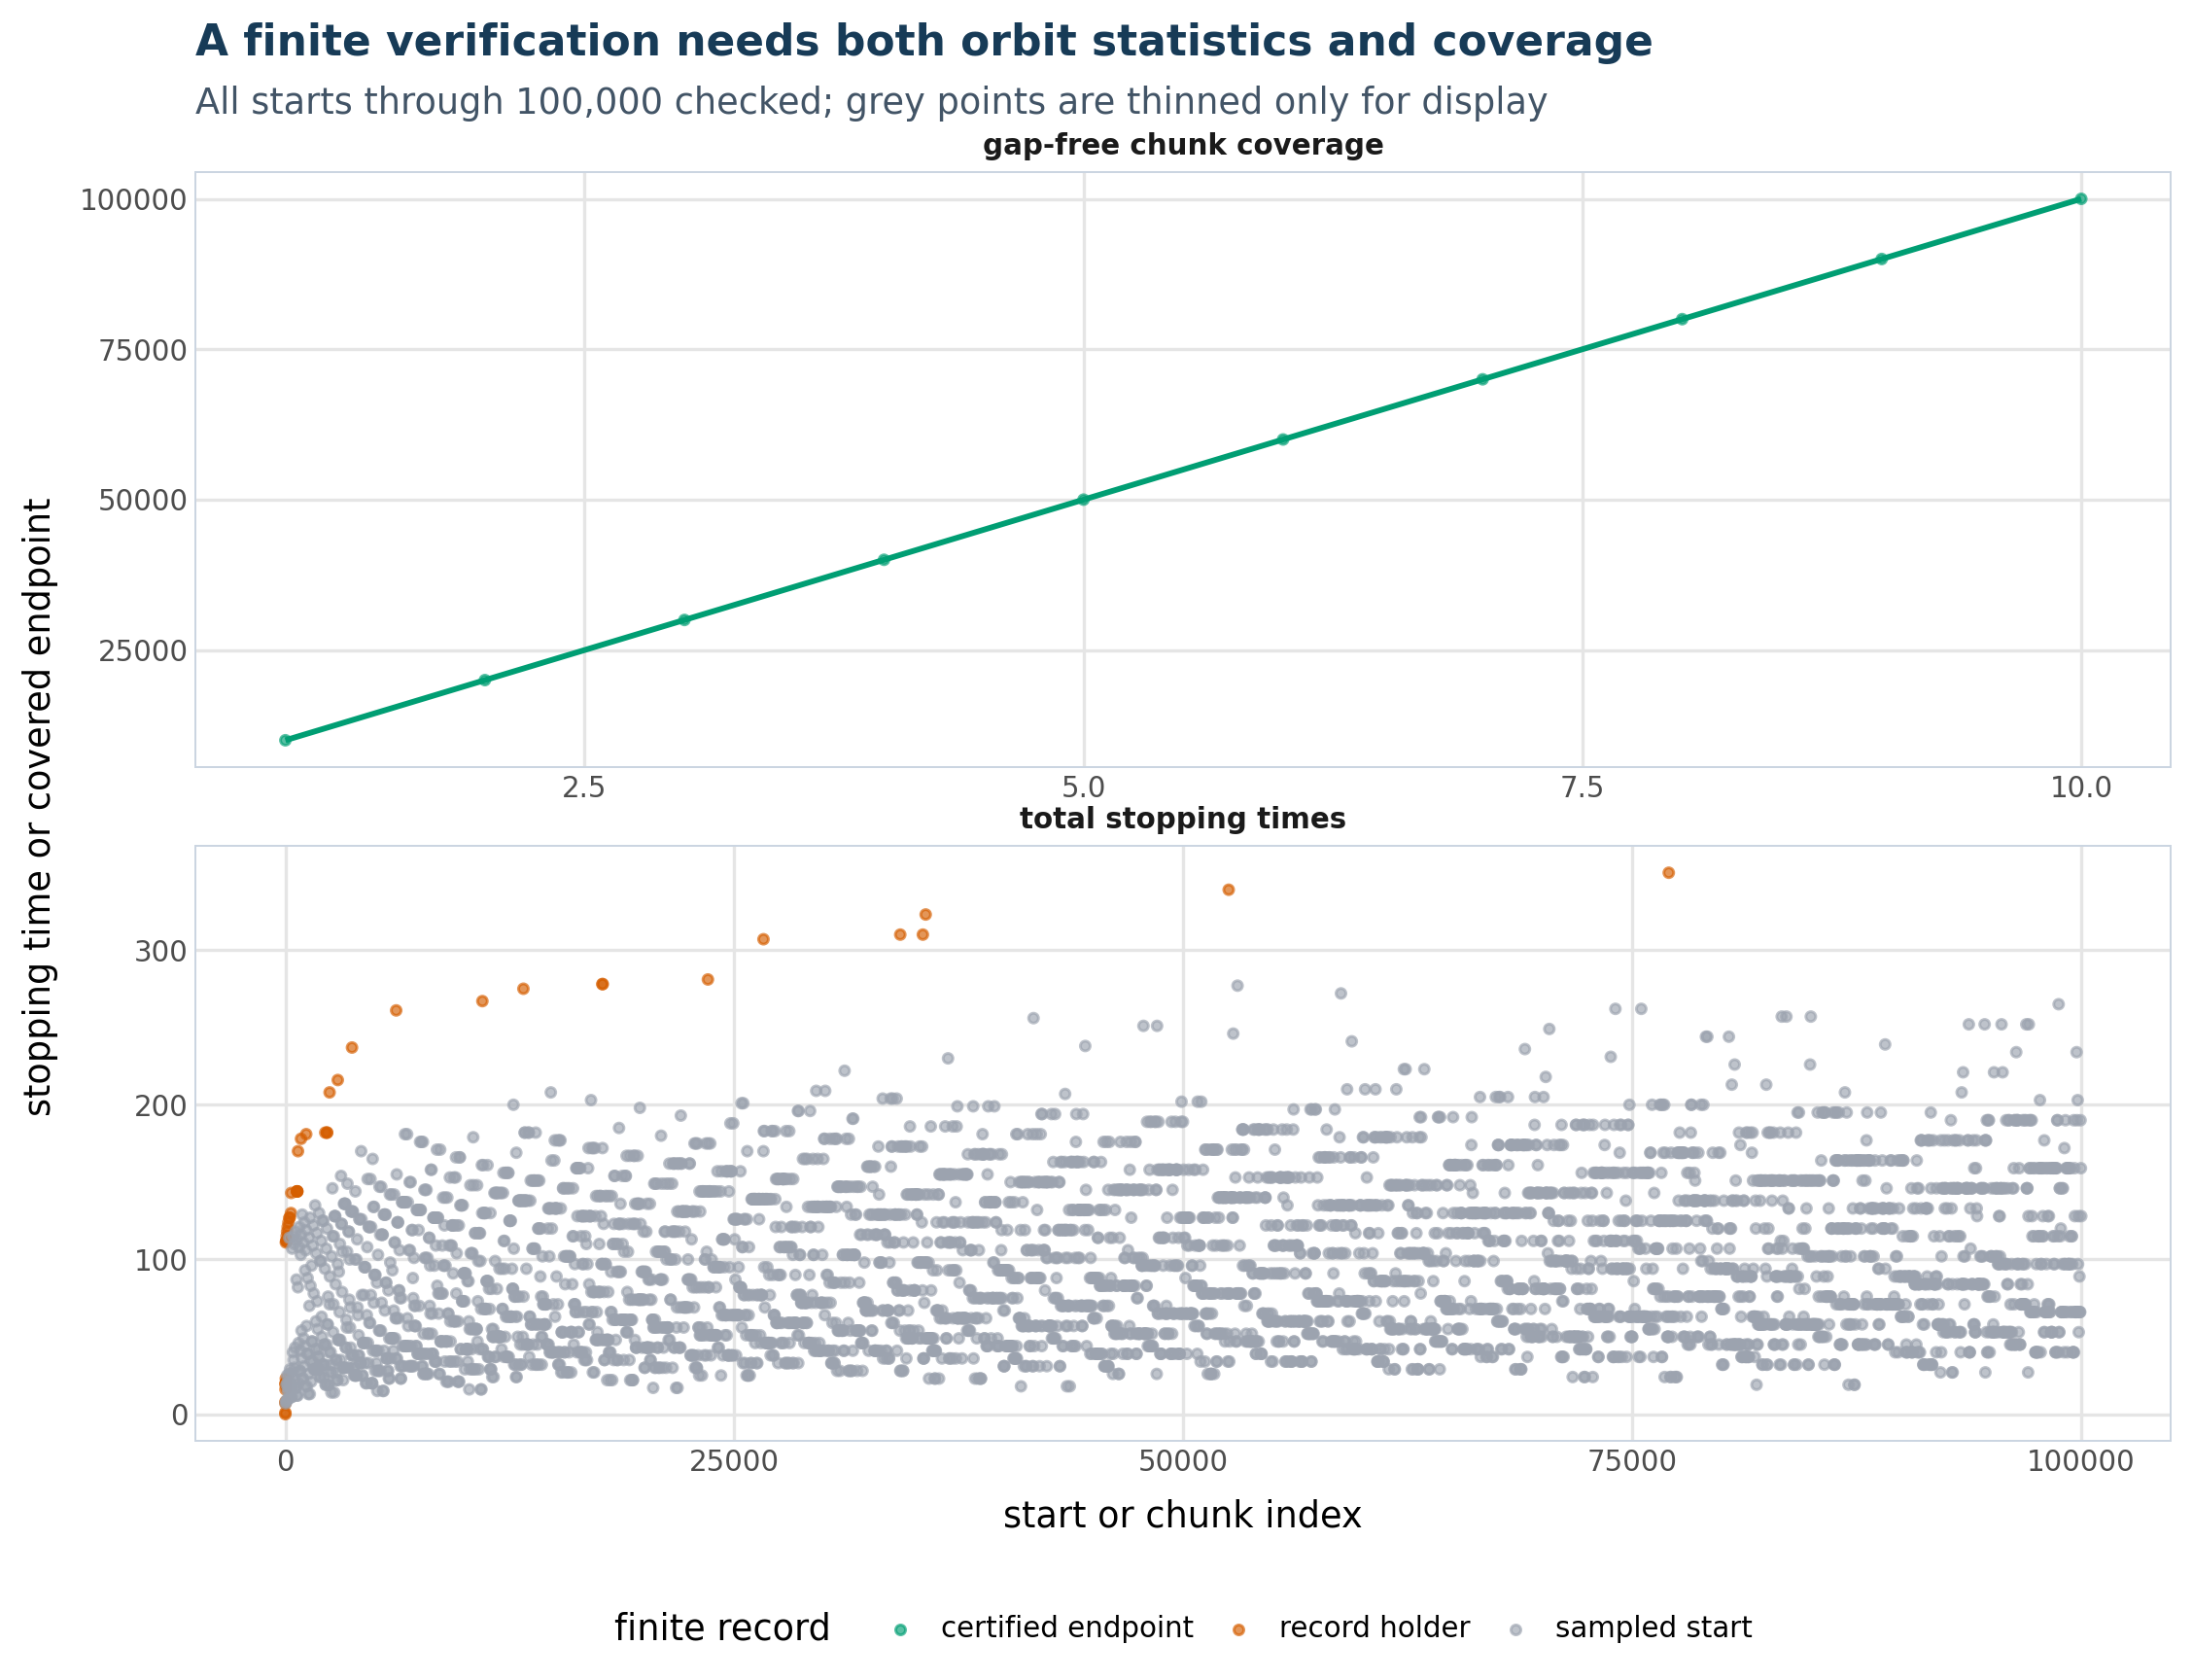 A finite verification needs both orbit statistics and coverage
All starts through 100,000 checked; grey points are thinned only for display
gap-free chunk coverage
100000
75000
50000
25000
2.5 5.0 7.5 10.0
total stopping times
300
200
100
0
0 25000 50000 75000 100000
stopping time or covered endpoint
start or chunk index
finite record certified endpoint record holder sampled start